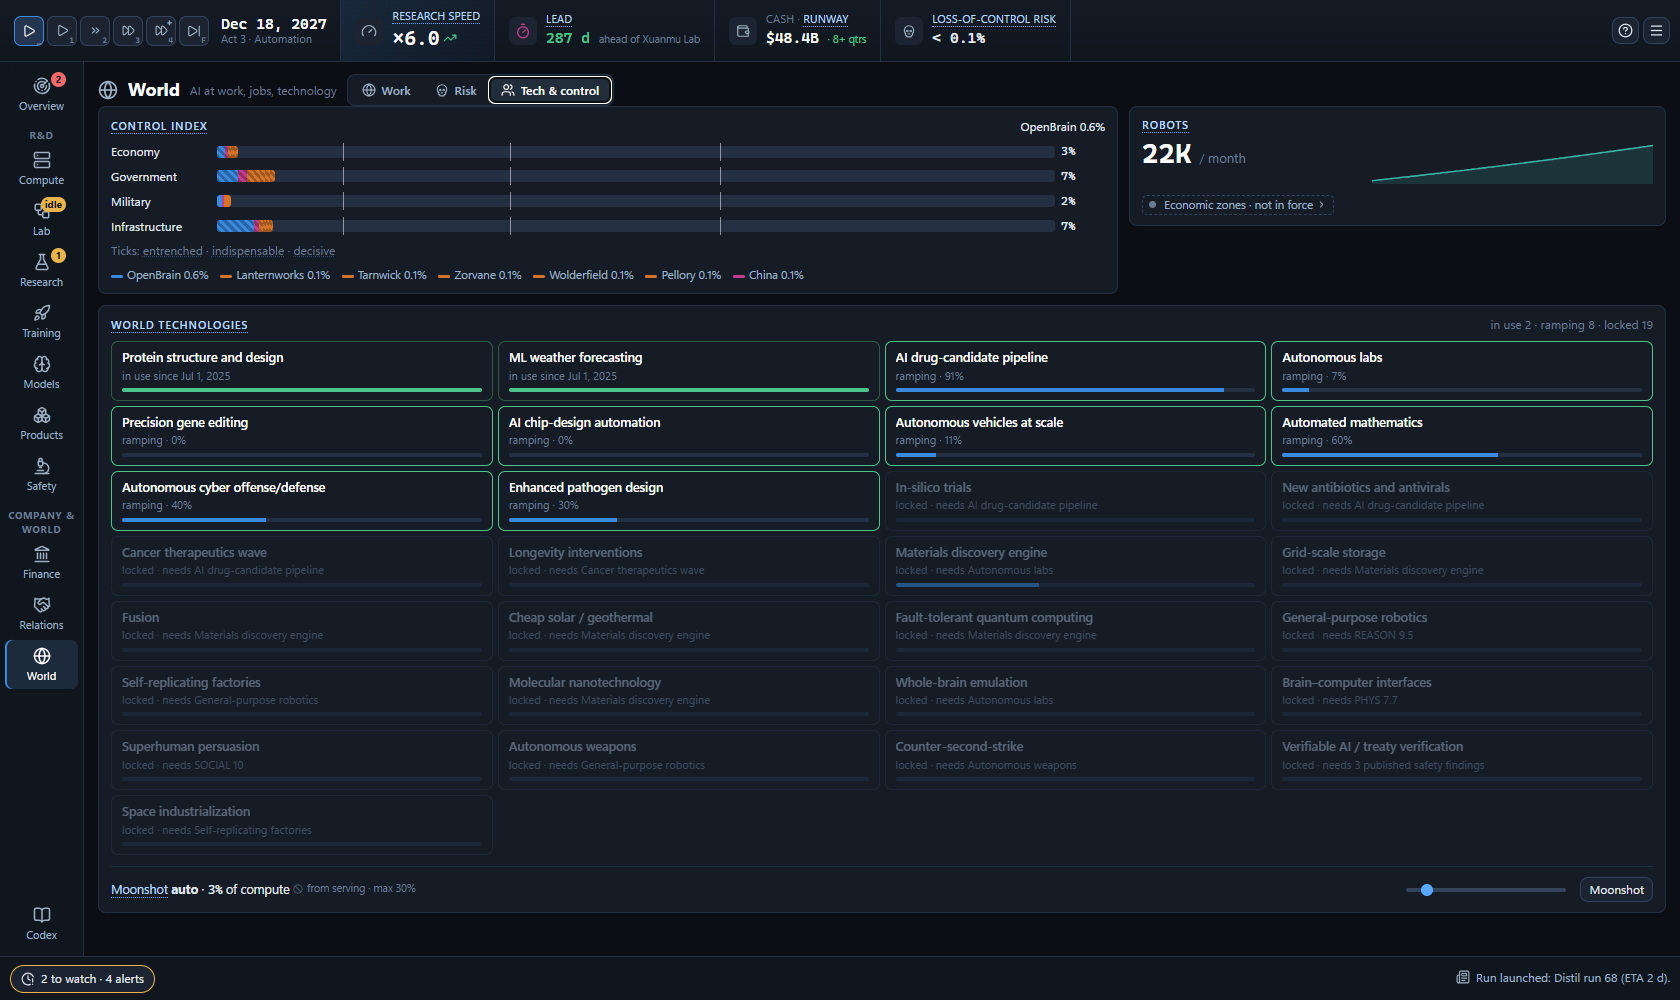 Dec 18, 2027
Act 3 · Automation
RESEARCH SPEED
×6.0
LEAD
287 d ahead of Xuanmu Lab
CASH · RUNWAY
$48.4B · 8+ qtrs
LOSS-OF-CONTROL RISK
< 0.1%
1
2
3
4
F
2
Overview
R&D
Compute
idle
Lab
1
Research
Training
Models
Products
Safety
COMPANY & WORLD
Finance
Relations
World
Codex
World AI at work, jobs, technology
Work
Risk
Tech & control
CONTROL INDEX
OpenBrain 0.6%
Economy 3%
Government 7%
Military 2%
Infrastructure 7%
Ticks: entrenched · indispensable · decisive
OpenBrain 0.6% Lanternworks 0.1% Tarnwick 0.1% Zorvane 0.1% Wolderfield 0.1% Pellory 0.1% China 0.1%
ROBOTS
22K / month
Economic zones · not in force ›
WORLD TECHNOLOGIES
in use 2 · ramping 8 · locked 19
Protein structure and design
in use since Jul 1, 2025
ML weather forecasting
in use since Jul 1, 2025
AI drug-candidate pipeline
ramping · 91%
Autonomous labs
ramping · 7%
Precision gene editing
ramping · 0%
AI chip-design automation
ramping · 0%
Autonomous vehicles at scale
ramping · 11%
Automated mathematics
ramping · 60%
Autonomous cyber offense/defense
ramping · 40%
Enhanced pathogen design
ramping · 30%
In-silico trials
locked · needs AI drug-candidate pipeline
New antibiotics and antivirals
locked · needs AI drug-candidate pipeline
Cancer therapeutics wave
locked · needs AI drug-candidate pipeline
Longevity interventions
locked · needs Cancer therapeutics wave
Materials discovery engine
locked · needs Autonomous labs
Grid-scale storage
locked · needs Materials discovery engine
Fusion
locked · needs Materials discovery engine
Cheap solar / geothermal
locked · needs Materials discovery engine
Fault-tolerant quantum computing
locked · needs Materials discovery engine
General-purpose robotics
locked · needs REASON 9.5
Self-replicating factories
locked · needs General-purpose robotics
Molecular nanotechnology
locked · needs Materials discovery engine
Whole-brain emulation
locked · needs Autonomous labs
Brain–computer interfaces
locked · needs PHYS 7.7
Superhuman persuasion
locked · needs SOCIAL 10
Autonomous weapons
locked · needs General-purpose robotics
Counter-second-strike
locked · needs Autonomous weapons
Verifiable AI / treaty verification
locked · needs 3 published safety findings
Space industrialization
locked · needs Self-replicating factories
Moonshot auto · 3% of compute from serving · max 30%
Moonshot
2 to watch · 4 alerts
Run launched: Distil run 68 (ETA 2 d).